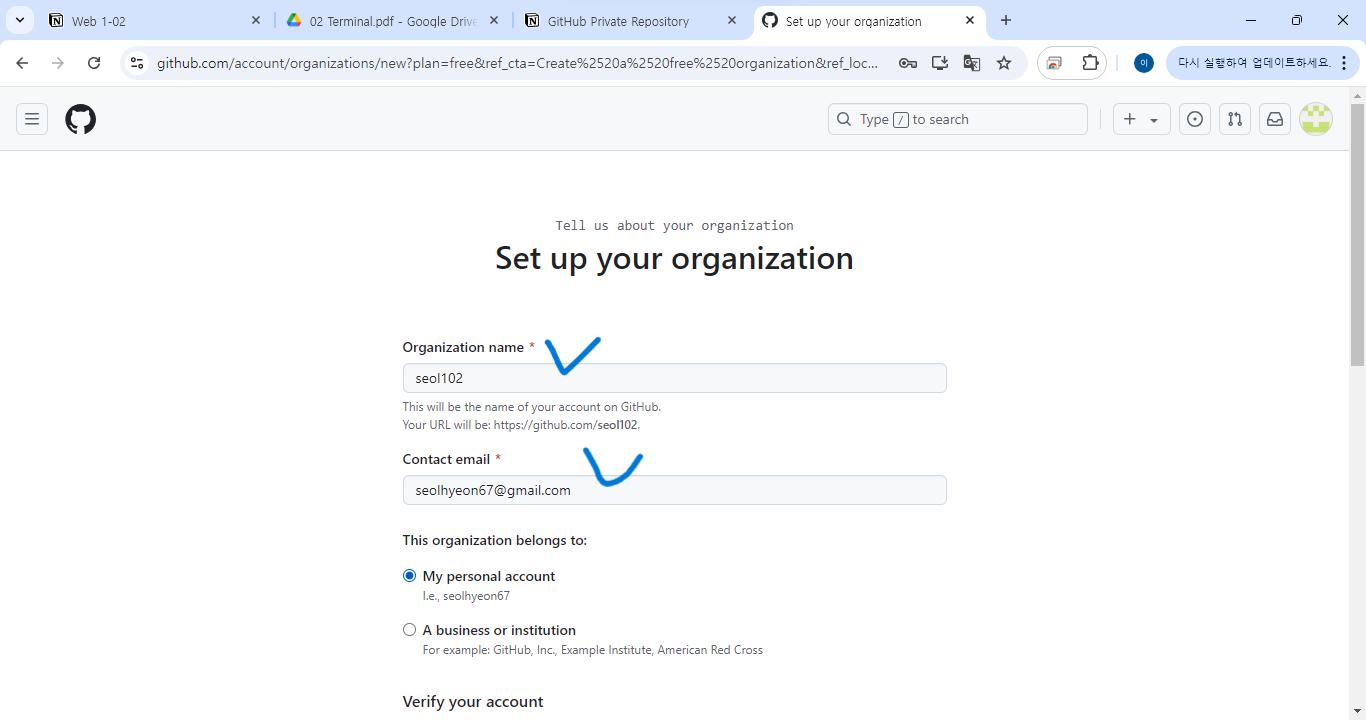 Web 1-02
02 Terminal.pdf - Google Drive
GitHub Private Repository
Set up your organization
github.com/account/organizations/new?plan=free&ref_cta=Create%2520a%2520free%2520organization&ref_loc...
이
다시 실행하여 업데이트하세요.
Type / to search
Tell us about your organization
Set up your organization
Organization name *
seol102
This will be the name of your account on GitHub.
Your URL will be: https://github.com/seol102.
Contact email *
seolhyeon67@gmail.com
This organization belongs to:
My personal account
I.e., seolhyeon67
A business or institution
For example: GitHub, Inc., Example Institute, American Red Cross
Verify your account